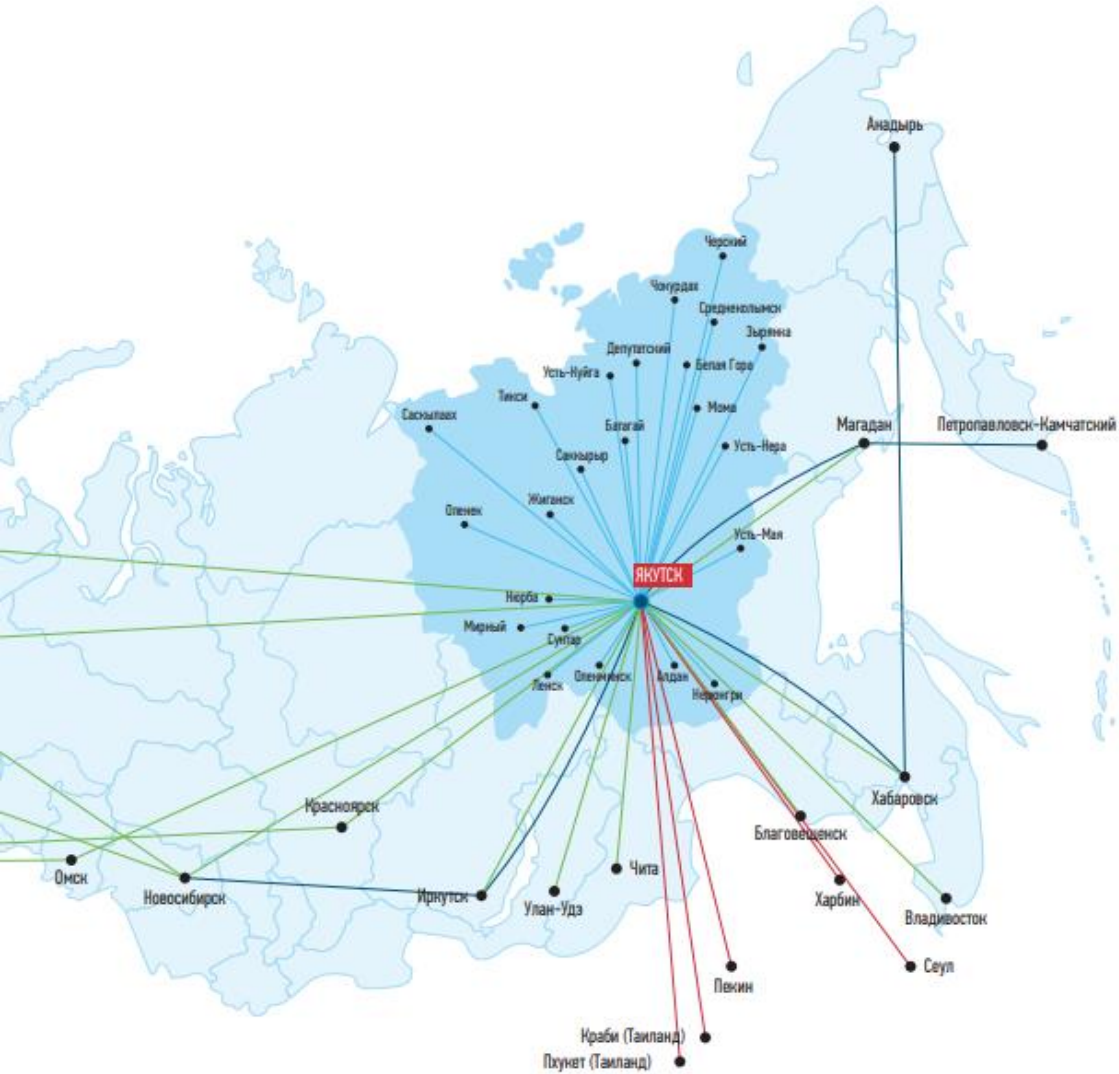 Анадырь
Черский
Чокурдах
Среднеколымск
Зырянка
Депутатский
Белая Гора
Усть-Куйга
Тикси
Мома
Саскылаах
Батагай
Магадан
Петропавловск-Камчатский
Усть-Нера
Саккырыр
Жиганск
Оленек
Усть-Мая
ЯКУТСК
Нюрба
Мирный
Сунтар
Олекминск
Алдан
Ленск
Нерюнгри
Хабаровск
Красноярск
Благовещенск
Чита
Омск
Новосибирск
Иркутск
Улан-Удэ
Харбин
Владивосток
Сеул
Пекин
Краби (Таиланд)
Пхукет (Таиланд)